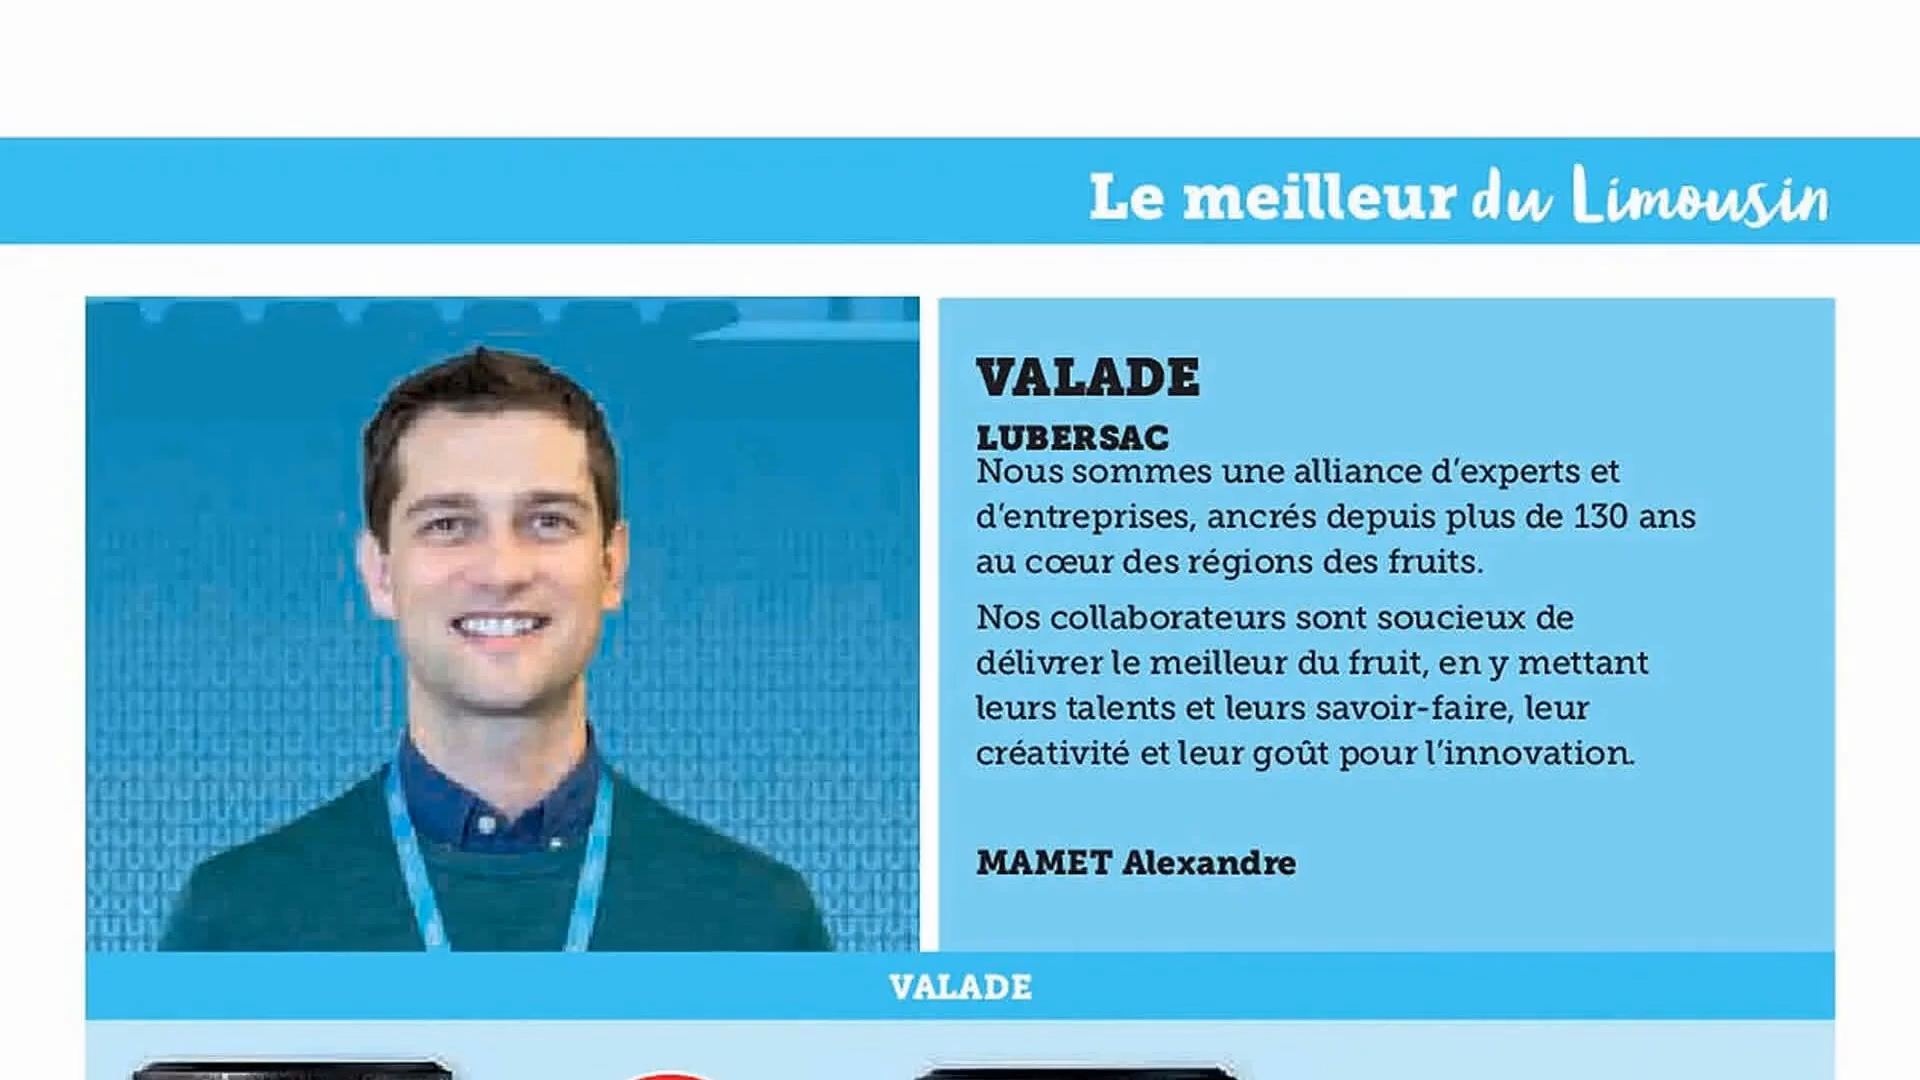 Le meilleur du Limousin
VALADE
LUBERSAC
Nous sommes une alliance d’experts et
d’entreprises, ancrés depuis plus de 130 ans
au cœur des régions des fruits.
Nos collaborateurs sont soucieux de
délivrer le meilleur du fruit, en y mettant
leurs talents et leurs savoir-faire, leur
créativité et leur goût pour l’innovation.
MAMET Alexandre
VALADE